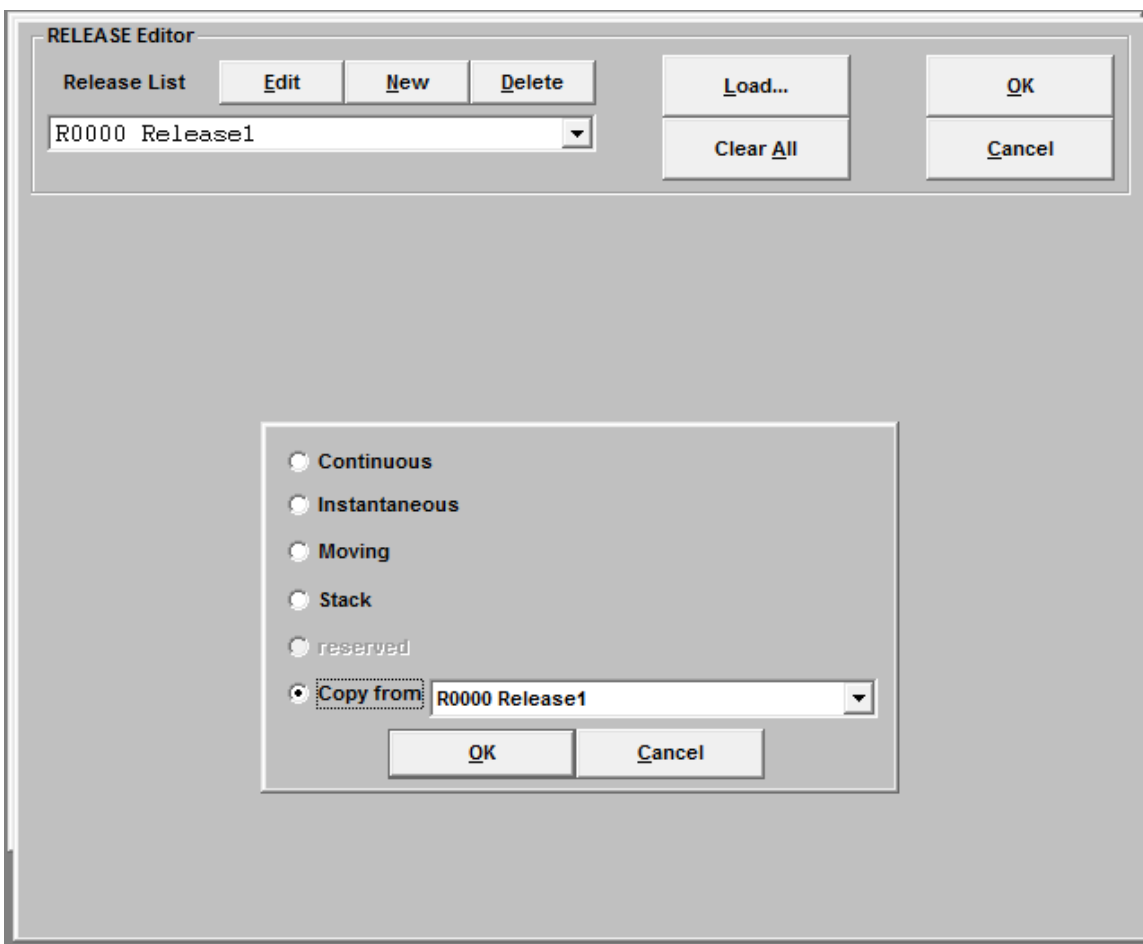 RELEASE Editor
Release List Edit New Delete Load... OK
R0000 Release1 Clear All Cancel
Continuous
Instantaneous
Moving
Stack
reserved
Copy from R0000 Release1
OK Cancel